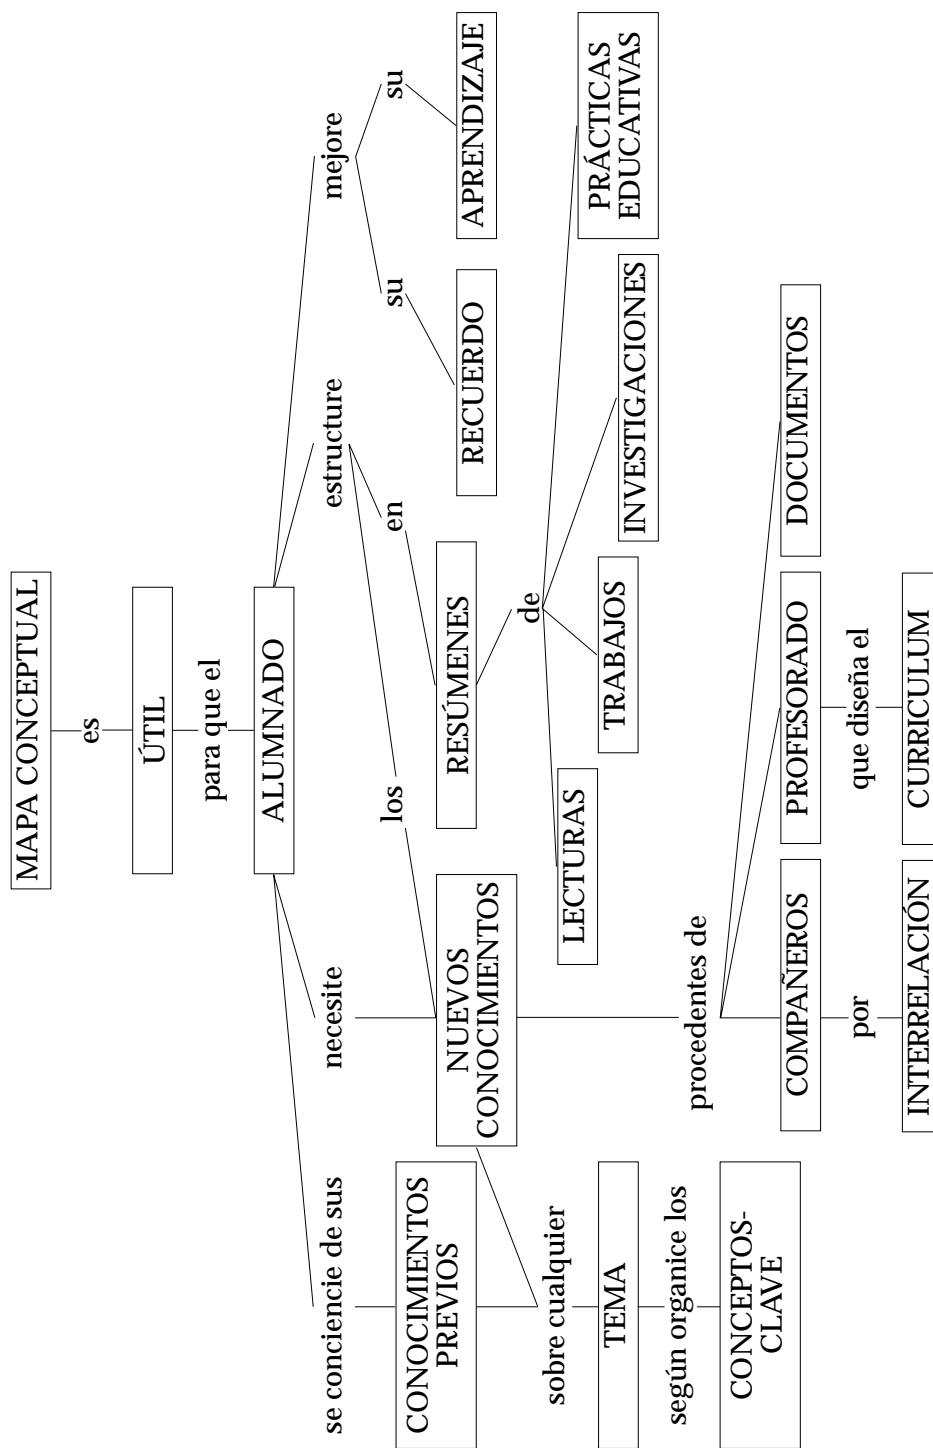 MAPA CONCEPTUAL
es
ÚTIL
para que el
ALUMNADO
se conciencie de sus
necesite
estructure
mejore
CONOCIMIENTOS
PREVIOS
los
en
su
su
NUEVOS
CONOCIMIENTOS
RESÚMENES
RECUERDO
APRENDIZAJE
sobre cualquier
de
TEMA
LECTURAS
TRABAJOS
INVESTIGACIONES
PRÁCTICAS
EDUCATIVAS
según organice los
procedentes de
CONCEPTOS-
CLAVE
COMPAÑEROS
PROFESORADO
DOCUMENTOS
por
que diseña el
INTERRELACIÓN
CURRICULUM